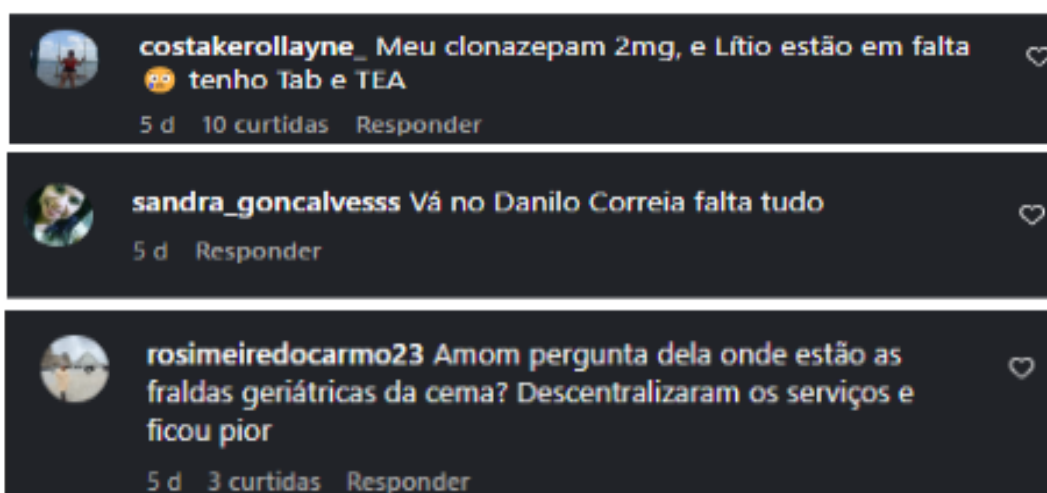 costakerollayne_ Meu clonazepam 2mg, e Lítio estão em falta
😰 tenho Tab e TEA
5 d 10 curtidas Responder
sandra_goncalvesss Vá no Danilo Correia falta tudo
5 d Responder
rosimeiredocarmo23 Amom pergunta dela onde estão as
fraldas geriátricas da cema? Descentralizaram os serviços e
ficou pior
5 d 3 curtidas Responder